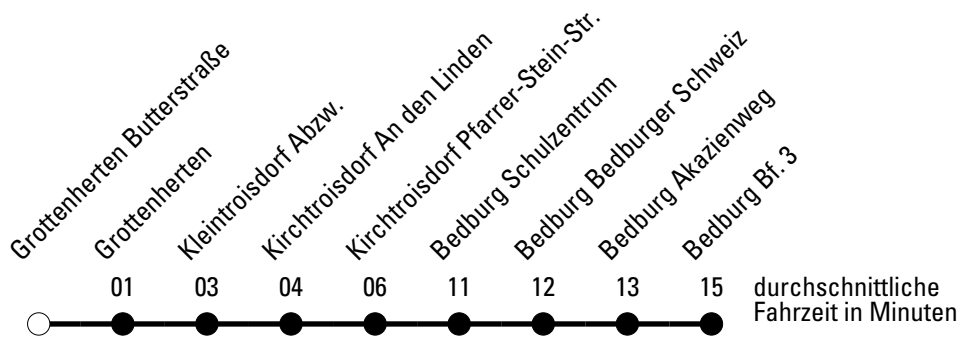 Grottenherten Butterstraße
Grottenherten
Kleintroisdorf Abzw.
Kirchtroisdorf An den Linden
Kirchtroisdorf Pfarrer-Stein-Str.
Bedburg Schulzentrum
Bedburg Bedburger Schweiz
Bedburg Akazienweg
Bedburg Bf. 3
01 03 04 06 11 12 13 15
durchschnittliche
Fahrzeit in Minuten